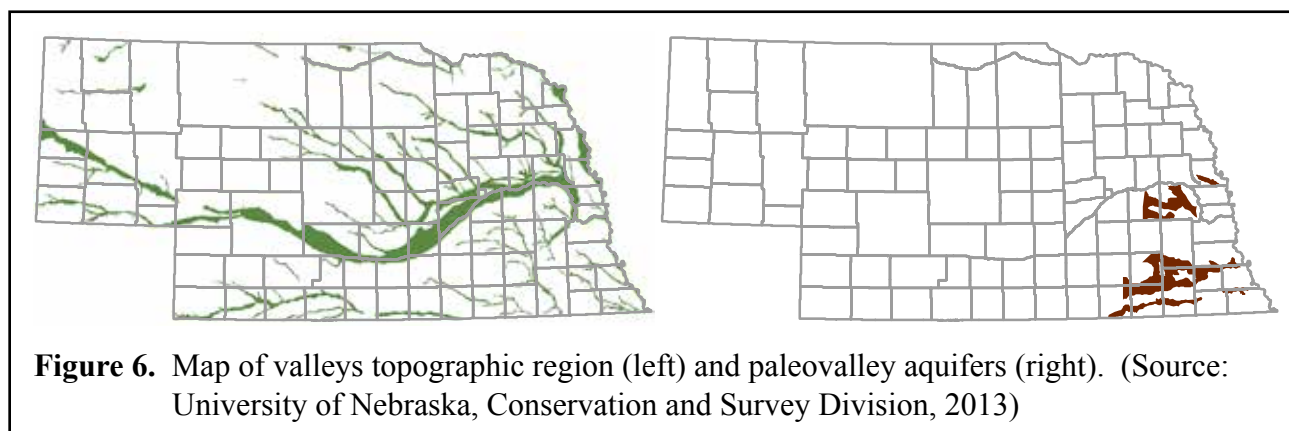 Figure 6. Map of valleys topographic region (left) and paleovalley aquifers (right). (Source:
University of Nebraska, Conservation and Survey Division, 2013)